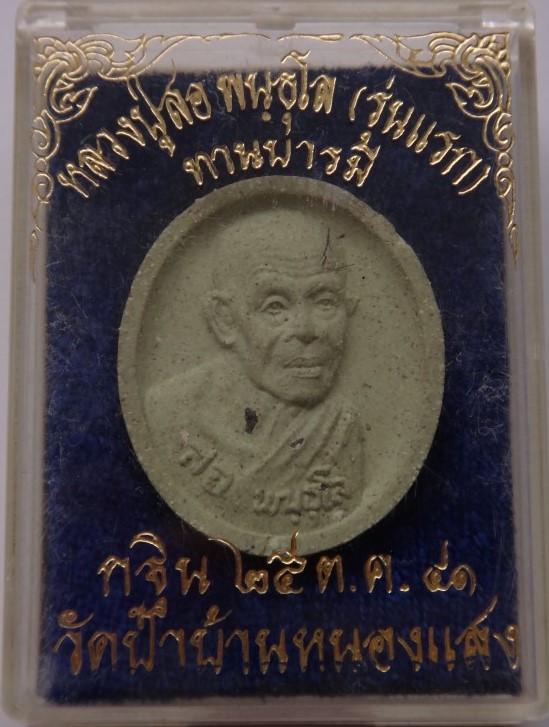 หลวงปู่สอ พนฺธุโล (รุ่นแรก)
ทานบารมี
สอ พนฺธุโล
กฐิน ๒๕ ต.ค. ๔๑
วัดป่าบ้านหนองแสง